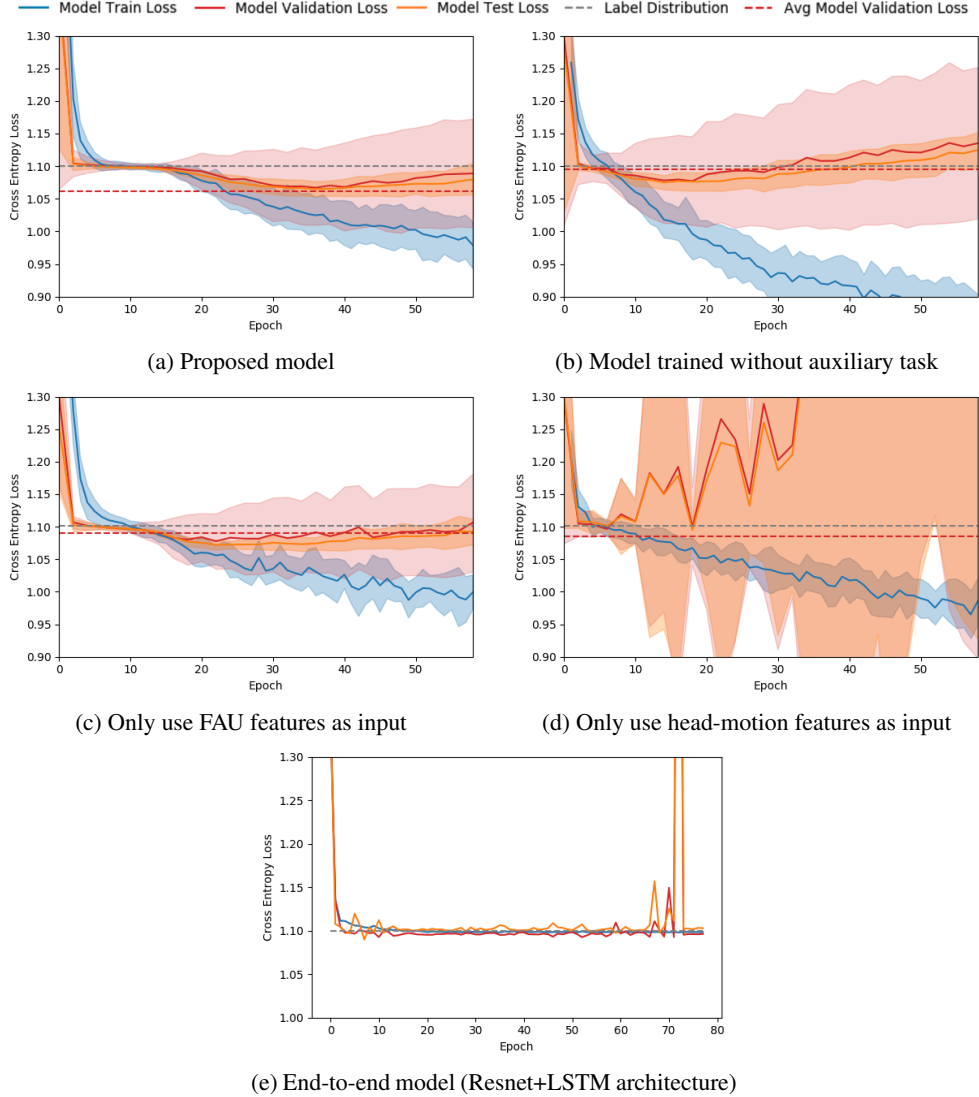 Model Train Loss Model Validation Loss Model Test Loss Label Distribution Avg Model Validation Loss
1.30
1.25
1.20
1.15
1.10
1.05
1.00
0.95
0.90
Cross Entropy Loss
0 10 20 30 40 50
Epoch
(a) Proposed model
1.30
1.25
1.20
1.15
1.10
1.05
1.00
0.95
0.90
Cross Entropy Loss
0 10 20 30 40 50
Epoch
(b) Model trained without auxiliary task
1.30
1.25
1.20
1.15
1.10
1.05
1.00
0.95
0.90
Cross Entropy Loss
0 10 20 30 40 50
Epoch
(c) Only use FAU features as input
1.30
1.25
1.20
1.15
1.10
1.05
1.00
0.95
0.90
Cross Entropy Loss
0 10 20 30 40 50
Epoch
(d) Only use head-motion features as input
1.30
1.25
1.20
1.15
1.10
1.05
1.00
Cross Entropy Loss
0 10 20 30 40 50 60 70 80
Epoch
(e) End-to-end model (Resnet+LSTM architecture)